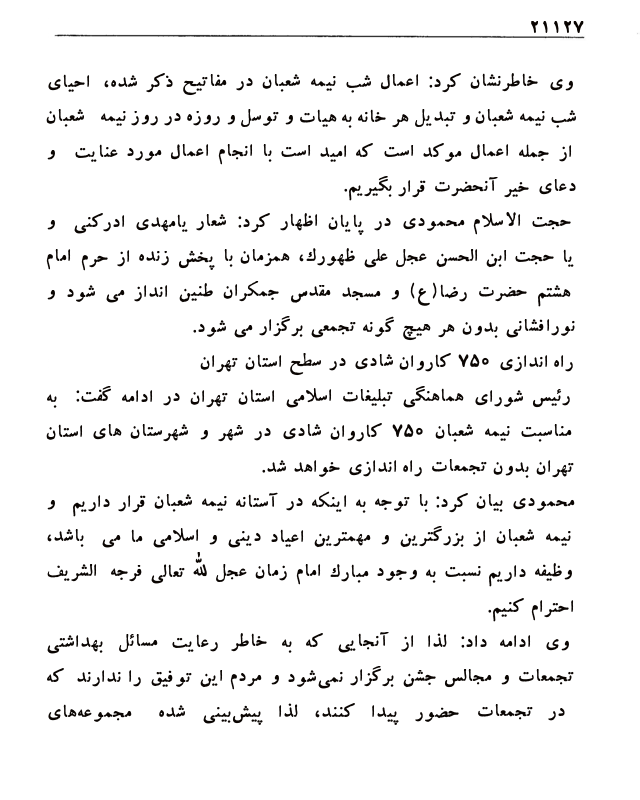 ۲۱۱۲۷
وی خاطرنشان کرد: اعمال شب نیمه شعبان در مفاتیح ذکر شده، احیای
شب نیمه شعبان و تبدیل هر خانه به هیات و توسل و روزه در روز نیمه شعبان
از جمله اعمال موکد است که امید است با انجام اعمال مورد عنایت و
دعای خیر آنحضرت قرار بگیریم.
حجت الاسلام محمودی در پایان اظهار کرد: شعار یامهدی ادرکنی و
یا حجت ابن الحسن عجل علی ظهورك، همزمان با پخش زنده از حرم امام
هشتم حضرت رضا(ع) و مسجد مقدس جمکران طنین انداز می شود و
نورافشانی بدون هر هیچ گونه تجمعی برگزار می شود.
راه اندازی ۷۵۰ کاروان شادی در سطح استان تهران
رئیس شورای هماهنگی تبلیغات اسلامی استان تهران در ادامه گفت: به
مناسبت نیمه شعبان ۷۵۰ کاروان شادی در شهر و شهرستان های استان
تهران بدون تجمعات راه اندازی خواهد شد.
محمودی بیان کرد: با توجه به اینکه در آستانه نیمه شعبان قرار داریم و
نیمه شعبان از بزرگترین و مهمترین اعیاد دینی و اسلامی ما می باشد،
وظیفه داریم نسبت به وجود مبارك امام زمان عجل لله تعالی فرجه الشریف
احترام کنیم.
وی ادامه داد: لذا از آنجایی که به خاطر رعایت مسائل بهداشتی
تجمعات و مجالس جشن برگزار نمی‌شود و مردم این توفیق را ندارند که
در تجمعات حضور پیدا کنند، لذا پیش‌بینی شده مجموعه‌های